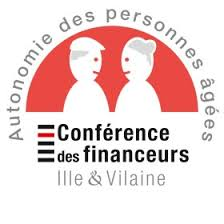 Autonomie des personnes âgées
Conférence
des financeurs
Ille & Vilaine